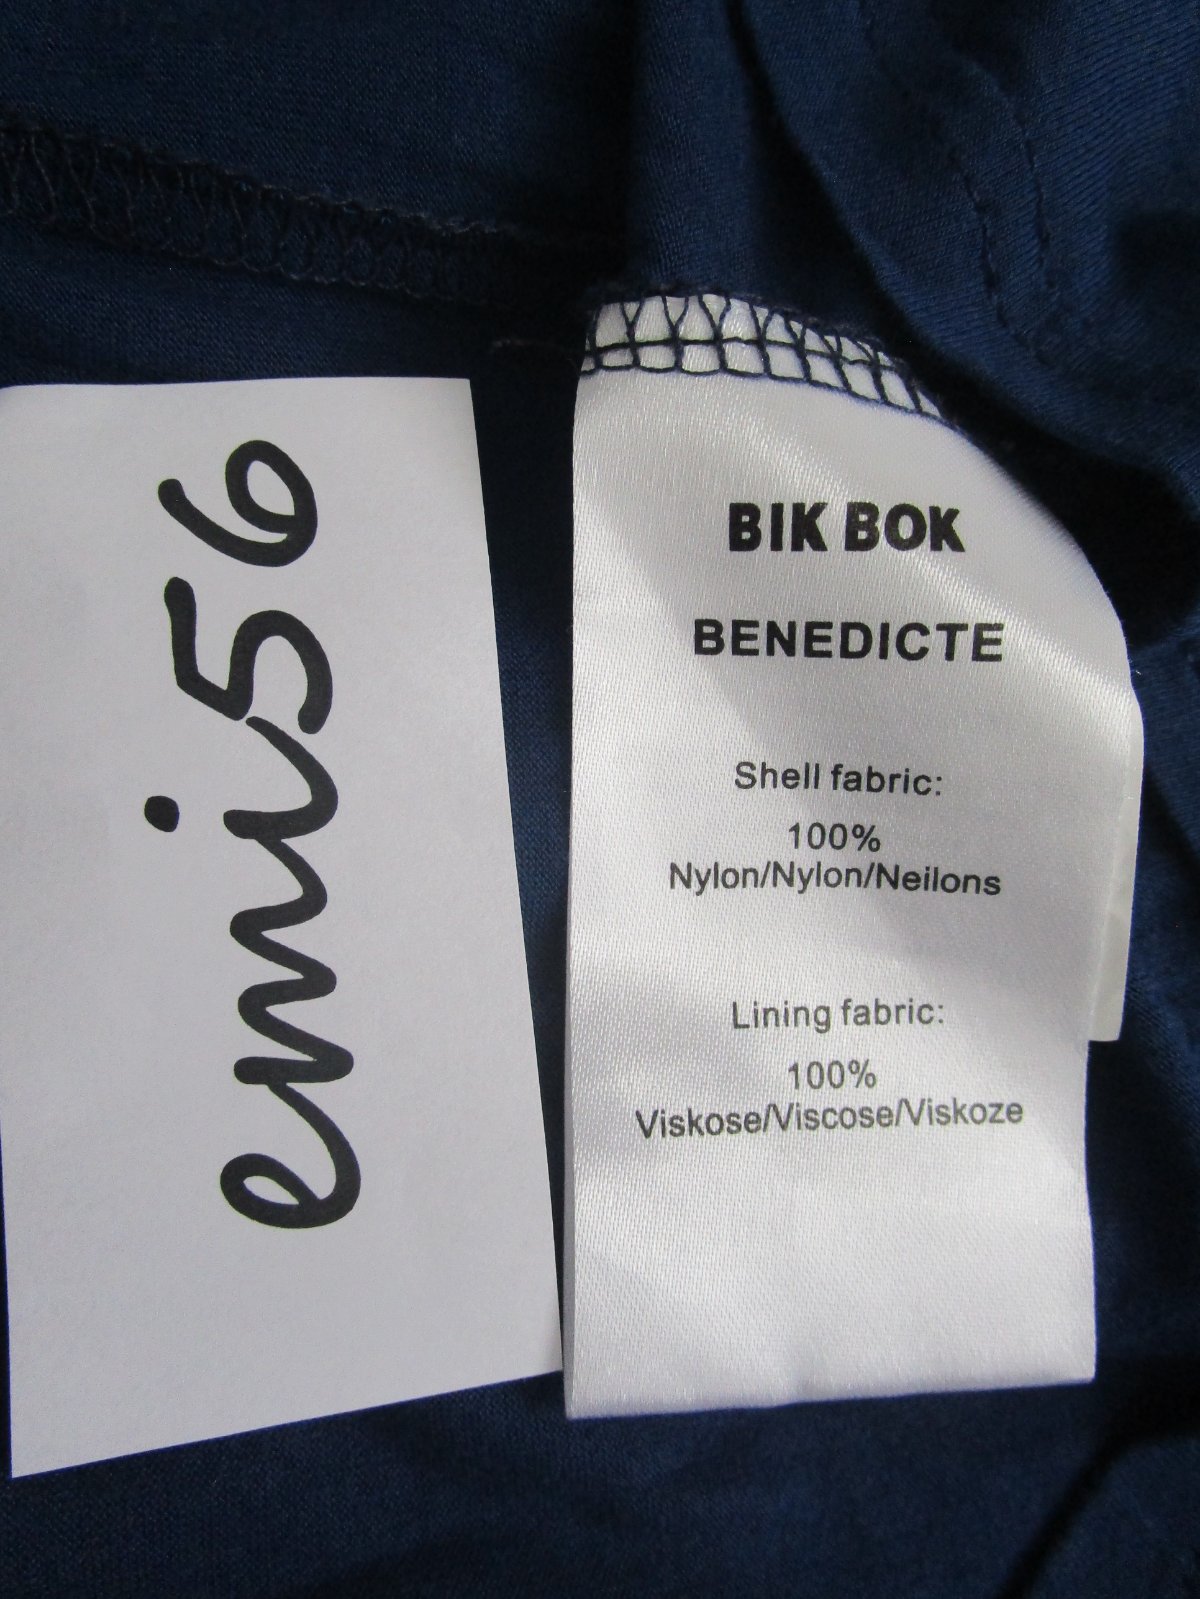 emi56
BIK BOK
BENEDICTE
Shell fabric:
100%
Nylon/Nylon/Neilons
Lining fabric:
100%
Viskose/Viscose/Viskoze